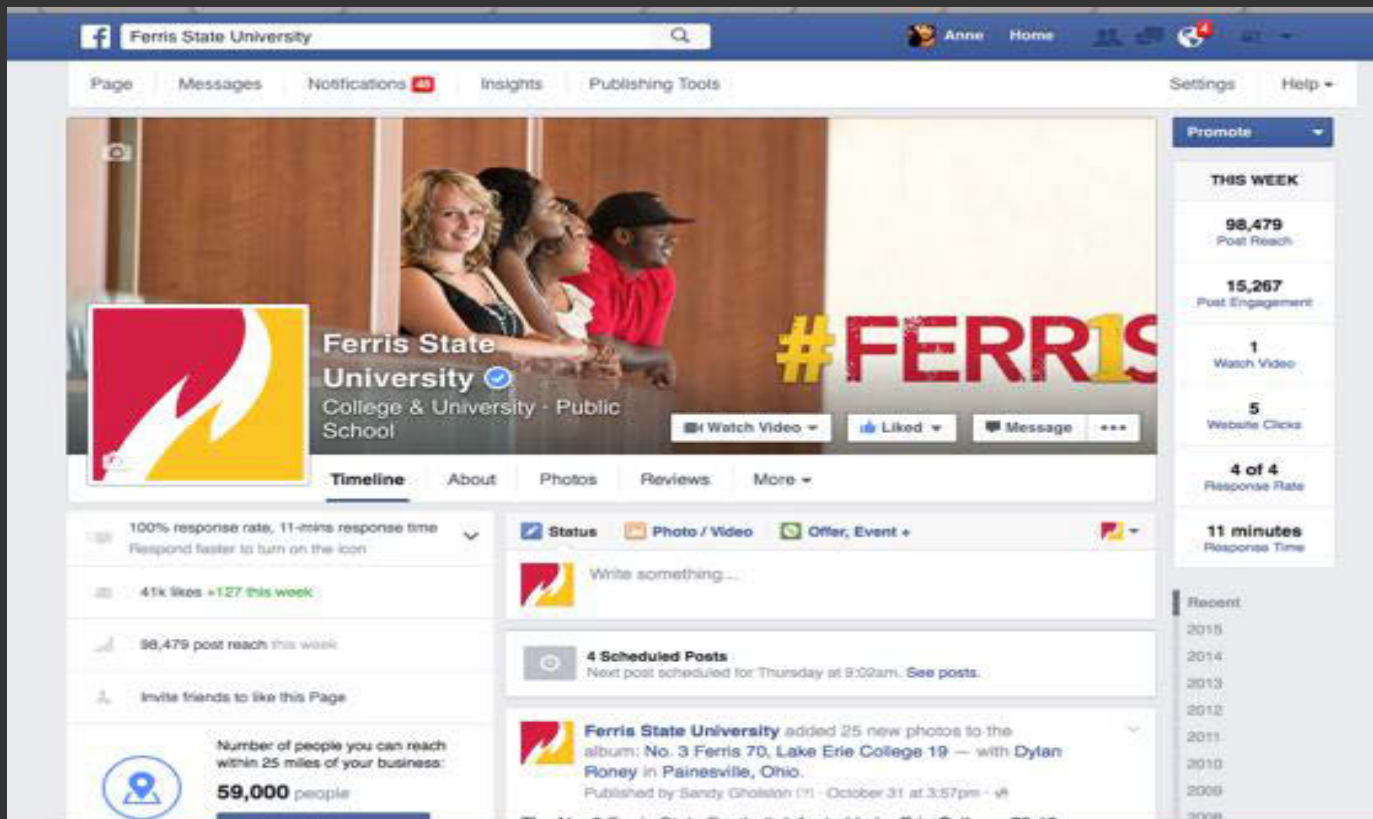 Ferris State University
Anne Home
4
Page Messages Notifications 48 Insights Publishing Tools
Settings Help
Promote
THIS WEEK
98,479
Post Reach
15,267
Post Engagement
1
Watch Video
5
Website Clicks
4 of 4
Response Rate
11 minutes
Response Time
#FERR1S
Ferris State
University
College & University · Public
School
Watch Video Liked Message •••
Timeline About Photos Reviews More
100% response rate, 11-mins response time
Respond faster to turn on the icon
41k likes +127 this week
98,479 post reach this week
Invite friends to like this Page
Number of people you can reach
within 25 miles of your business:
59,000 people
Status Photo / Video Offer, Event +
Write something...
4 Scheduled Posts
Next post scheduled for Thursday at 9:02am. See posts.
Ferris State University added 25 new photos to the
album: No. 3 Ferris 70, Lake Erie College 19 — with Dylan
Roney in Painesville, Ohio.
Published by Sandy Gholston [?] · October 31 at 3:57pm
Recent
2015
2014
2013
2012
2011
2010
2009
2008